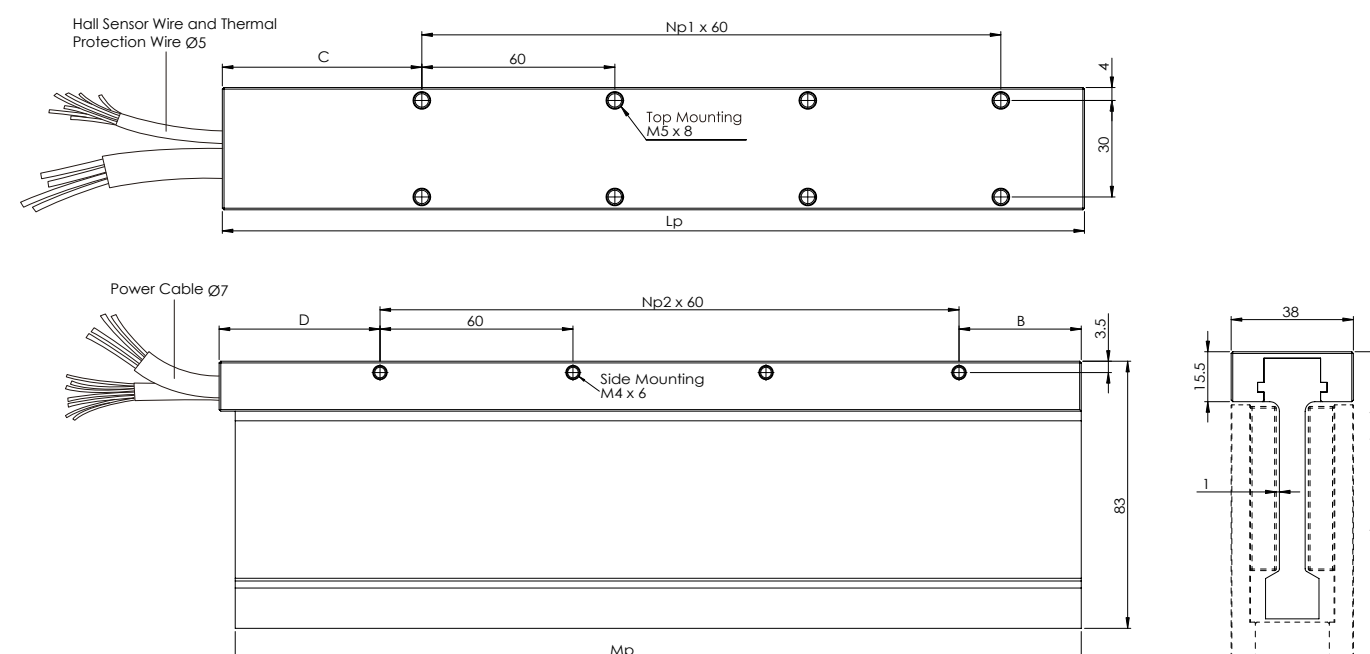 Hall Sensor Wire and Thermal
Protection Wire Ø5
Np1 x 60
C
60
4
Top Mounting
M5 x 8
30
Lp
Power Cable Ø7
Np2 x 60
D
60
B
3.5
38
15.5
Side Mounting
M4 x 6
1
83
Mp